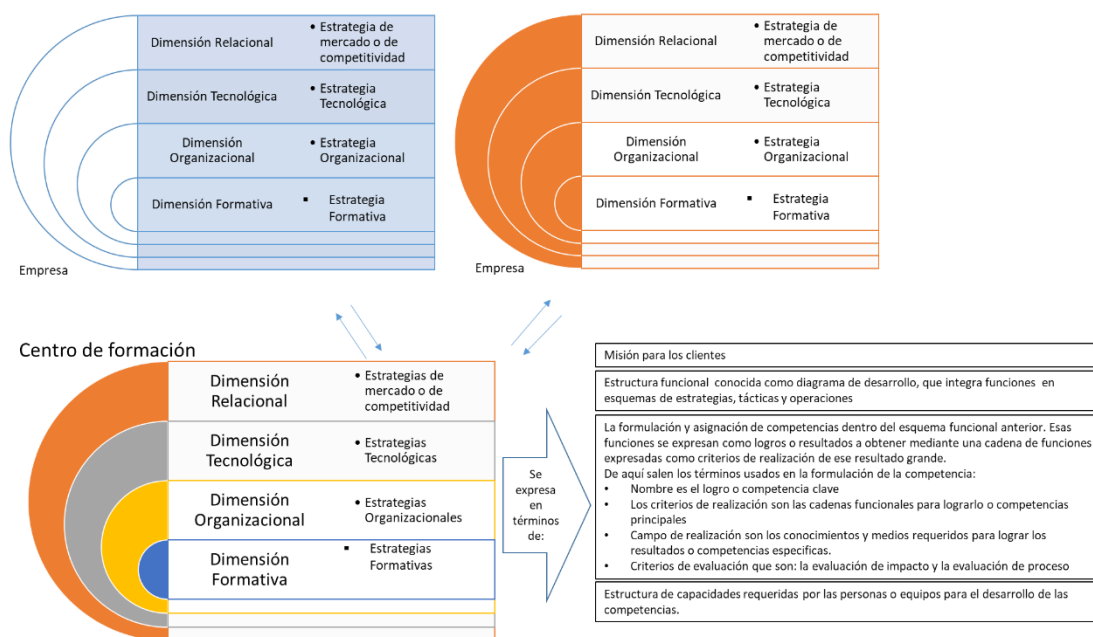 Dimensión Relacional
• Estrategia de
mercado o de
competitividad
Dimensión Tecnológica
• Estrategia
Tecnológica
Dimensión
Organizacional
• Estrategia
Organizacional
Dimensión Formativa
▪ Estrategia
Formativa
Empresa
Dimensión Relacional
• Estrategia de
mercado o de
competitividad
Dimensión Tecnológica
• Estrategia
Tecnológica
Dimensión
Organizacional
• Estrategia
Organizacional
Dimensión Formativa
▪ Estrategia
Formativa
Empresa
Centro de formación
Dimensión
Relacional
• Estrategias de
mercado o de
competitividad
Dimensión
Tecnológica
• Estrategias
Tecnológicas
Dimensión
Organizacional
• Estrategias
Organizacionales
Dimensión
Formativa
▪ Estrategias
Formativas
Se
expresa
en
términos
de:
Misión para los clientes
Estructura funcional conocida como diagrama de desarrollo, que integra funciones en
esquemas de estrategias, tácticas y operaciones
La formulación y asignación de competencias dentro del esquema funcional anterior. Esas
funciones se expresan como logros o resultados a obtener mediante una cadena de funciones
expresadas como criterios de realización de ese resultado grande.
De aquí salen los términos usados en la formulación de la competencia:
• Nombre es el logro o competencia clave
• Los criterios de realización son las cadenas funcionales para lograrlo o competencias
principales
• Campo de realización son los conocimientos y medios requeridos para lograr los
resultados o competencias especificas.
• Criterios de evaluación que son: la evaluación de impacto y la evaluación de proceso
Estructura de capacidades requeridas por las personas o equipos para el desarrollo de las
competencias.